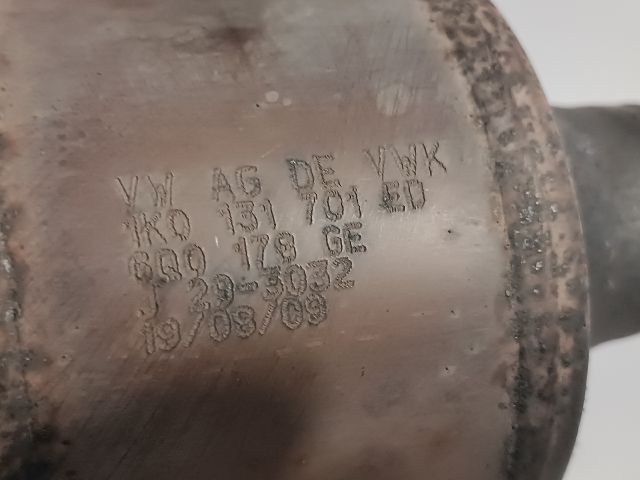 VW AG DE VWK
1K0 131 701 ED
6Q0 178 GE
J 29-3032
19/08/09